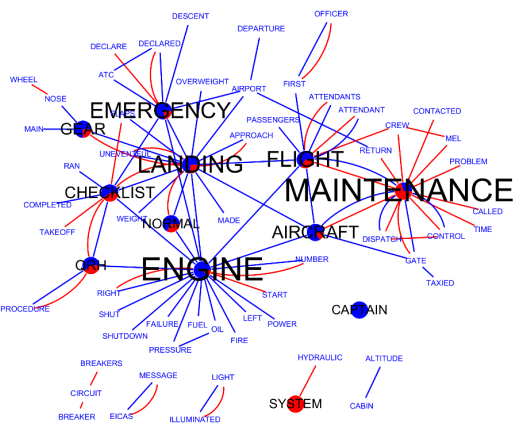 OFFICER
DESCENT
DEPARTURE
DECLARE
DECLARED
WHEEL
ATC
OVERWEIGHT
AIRPORT
FIRST
NOSE
ATTENDANTS
EMERGENCY
FLAPS
ATTENDANT
CONTACTED
PASSENGERS
MAIN
GEAR
APPROACH
CREW
MEL
UNEVENTFUL
RETURN
RAN
LANDING
FLIGHT
PROBLEM
CHECKLIST
MAINTENANCE
COMPLETED
WEIGHT
NORMAL
MADE
CALLED
TAKEOFF
AIRCRAFT
DISPATCH
CONTROL
TIME
QRH
ENGINE
NUMBER
GATE
TAXIED
RIGHT
START
PROCEDURE
SHUT
CAPTAIN
FAILURE
FUEL
LEFT
POWER
SHUTDOWN
OIL
FIRE
PRESSURE
BREAKERS
MESSAGE
LIGHT
HYDRAULIC
ALTITUDE
CIRCUIT
BREAKER
EICAS
ILLUMINATED
SYSTEM
CABIN